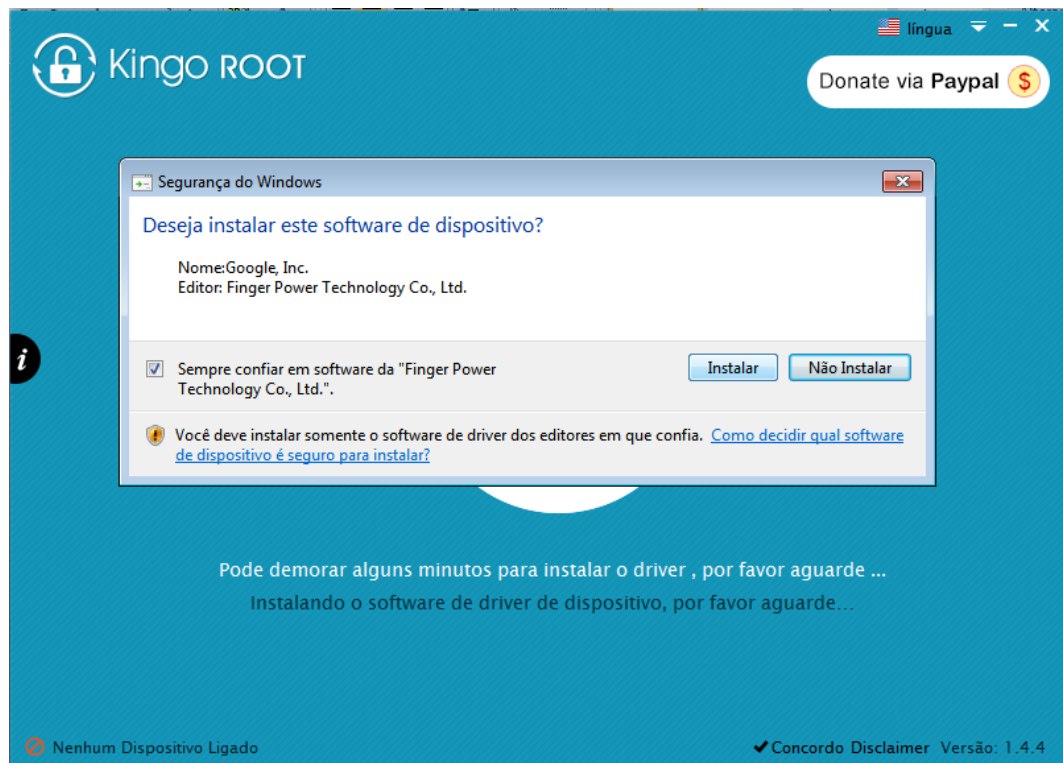 língua
Kingo ROOT
Donate via Paypal $
Segurança do Windows
Deseja instalar este software de dispositivo?
Nome:Google, Inc.
Editor: Finger Power Technology Co., Ltd.
i
Sempre confiar em software da "Finger Power
Technology Co., Ltd.".
Instalar
Não Instalar
Você deve instalar somente o software de driver dos editores em que confia. Como decidir qual software
de dispositivo é seguro para instalar?
Pode demorar alguns minutos para instalar o driver , por favor aguarde ...
Instalando o software de driver de dispositivo, por favor aguarde...
Nenhum Dispositivo Ligado
Concordo Disclaimer Versão: 1.4.4